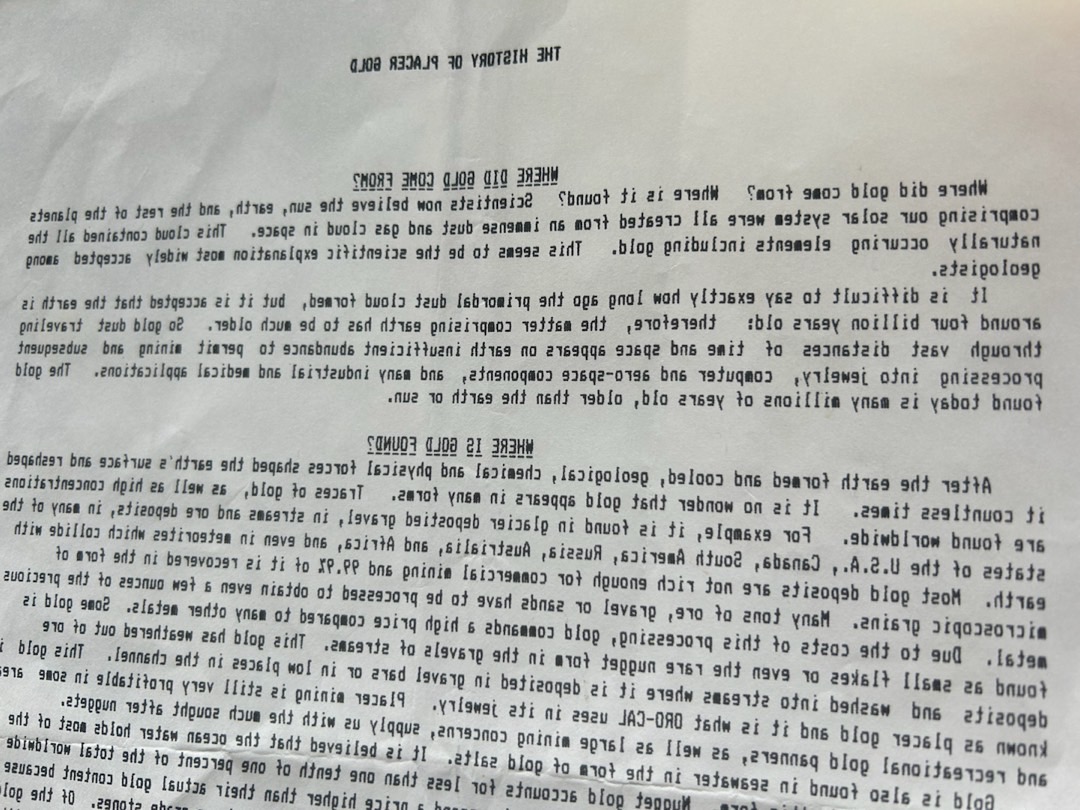 THE HISTORY OF PLACER GOLD
WHERE DID GOLD COME FROM?
Where did gold come from? Where is it found? Scientists now believe the sun, earth, and the rest of the planets
comprising our solar system were all created from an immense dust and gas cloud in space. This cloud contained all the
naturally occuring elements including gold. This seems to be the scientific explanation most widely accepted among
geologists.
It is difficult to say exactly how long ago the primordal dust cloud formed, but it is accepted that the earth is
around four billion years old: therefore, the matter comprising earth has to be much older. So gold dust traveling
through vast distances of time and space appears on earth insufficient abundance to permit mining and subsequent
processing into jewelry, computer and aero-space components, and many industrial and medical applications. The gold
found today is many millions of years old, older than the earth or sun.
WHERE IS GOLD FOUND?
After the earth formed and cooled, geological, chemical and physical forces shaped the earth's surface and reshaped
it countless times. It is no wonder that gold appears in many forms. Traces of gold, as well as high concentrations
are found worldwide. For example, it is found in glacier depostied gravel, in streams and ore deposits, in many of the
states of the U.S.A., Canada, South America, Russia, Australia, and Africa, and even in meteorites which collide with
earth. Most gold deposits are not rich enough for commercial mining and 99.9% of it is recovered in the form of
microscopic grains. Many tons of ore, gravel or sands have to be processed to obtain even a few ounces of the precious
metal. Due to the costs of this processing, gold commands a high price compared to many other metals. Some gold is
found as small flakes or even the rare nugget form in the gravels of streams. This gold has weathered out of ore
deposits and washed into streams where it is deposited in gravel bars or in low places in the channel. This gold
known as placer gold and it is what ORO-CAL uses in its jewelry. Placer mining is still very profitable in some
and recreational gold panners, as well as large mining concerns, supply us with the much sought after nuggets.
Gold is also found in seawater in the form of gold salts. It is believed that the ocean water holds most of the
form. Nugget gold accounts for less than one tenth of one percent of the total worldwide
a price higher than their actual gold content because
grade stones. Of the